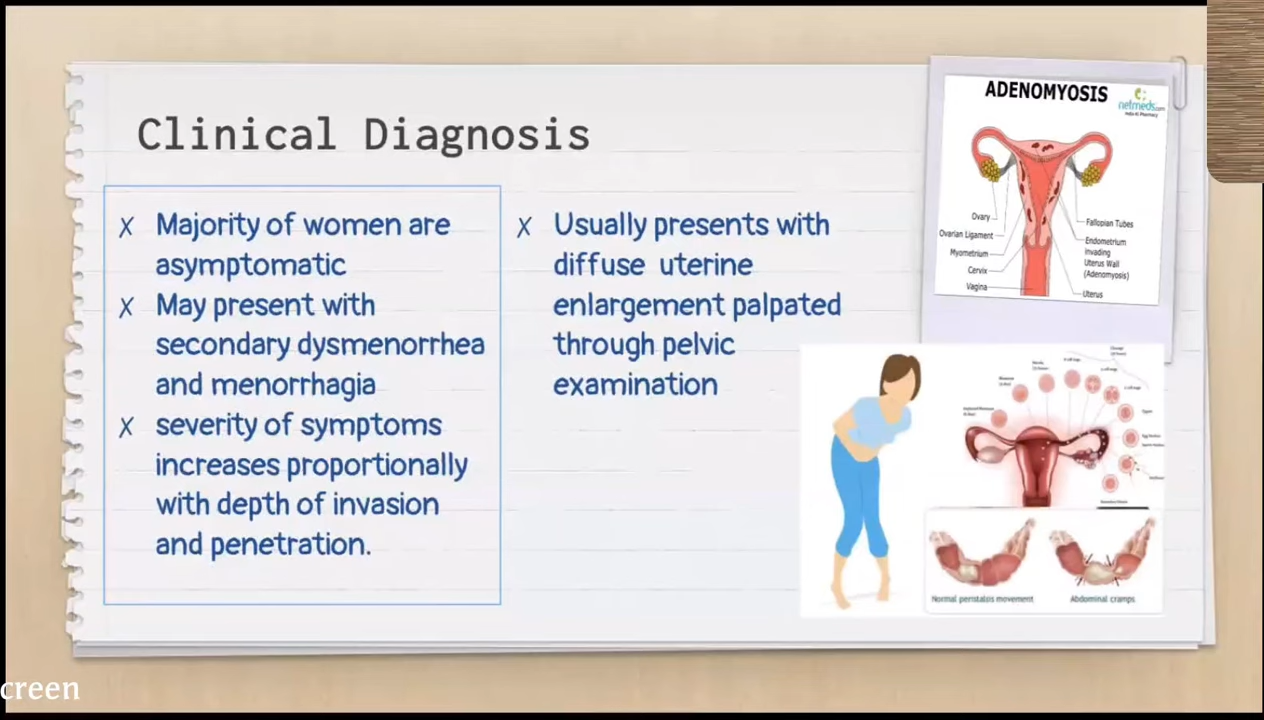 Clinical Diagnosis
x Majority of women are
asymptomatic
x May present with
secondary dysmenorrhea
and menorrhagia
x severity of symptoms
increases proportionally
with depth of invasion
and penetration.
x Usually presents with
diffuse uterine
enlargement palpated
through pelvic
examination
ADENOMYOSIS
netmeds.com
Ovary
Ovarian Ligament
Myometrium
Cervix
Vagina
Fallopian Tubes
Endometrium
Invading
Uterus Wall
(Adenomyosis)
Uterus
Normal peristalsis movement
Abdominal cramps
creen